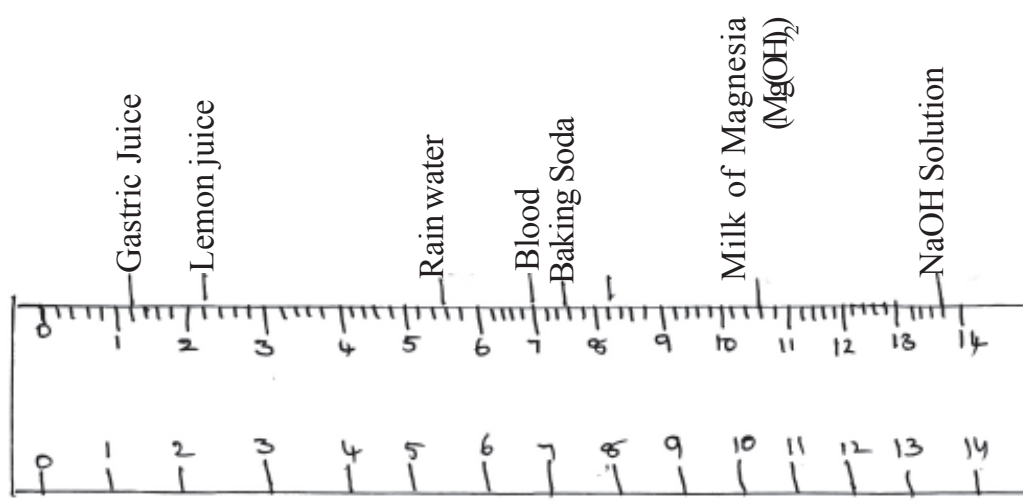 Gastric Juice
Lemon juice
Rain water
Blood
Baking Soda
Milk of Magnesia
(Mg(OH)2)
NaOH Solution
0 1 2 3 4 5 6 7 8 9 10 11 12 13 14
0 1 2 3 4 5 6 7 8 9 10 11 12 13 14